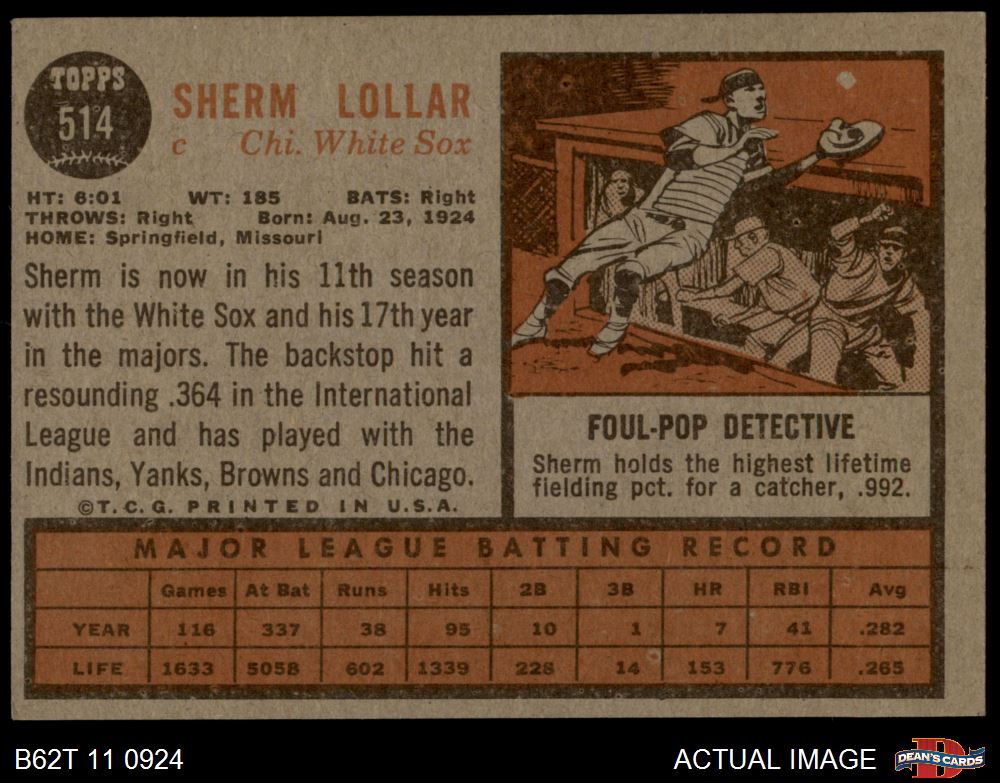 TOPPS
514
SHERM LOLLAR
c Chi. White Sox
HT: 6:01 WT: 185 BATS: Right
THROWS: Right Born: Aug. 23, 1924
HOME: Springfield, Missouri
Sherm is now in his 11th season
with the White Sox and his 17th year
in the majors. The backstop hit a
resounding .364 in the International
League and has played with the
Indians, Yanks, Browns and Chicago.
©T.C.G. PRINTED IN U.S.A.
FOUL-POP DETECTIVE
Sherm holds the highest lifetime
fielding pct. for a catcher, .992.
MAJOR LEAGUE BATTING RECORD
Games At Bat Runs Hits 2B 3B HR RBI Avg
YEAR 116 337 38 95 10 1 7 41 .282
LIFE 1633 5058 602 1339 228 14 153 776 .265
B62T 11 0924 ACTUAL IMAGE
D
DEAN'S CARDS